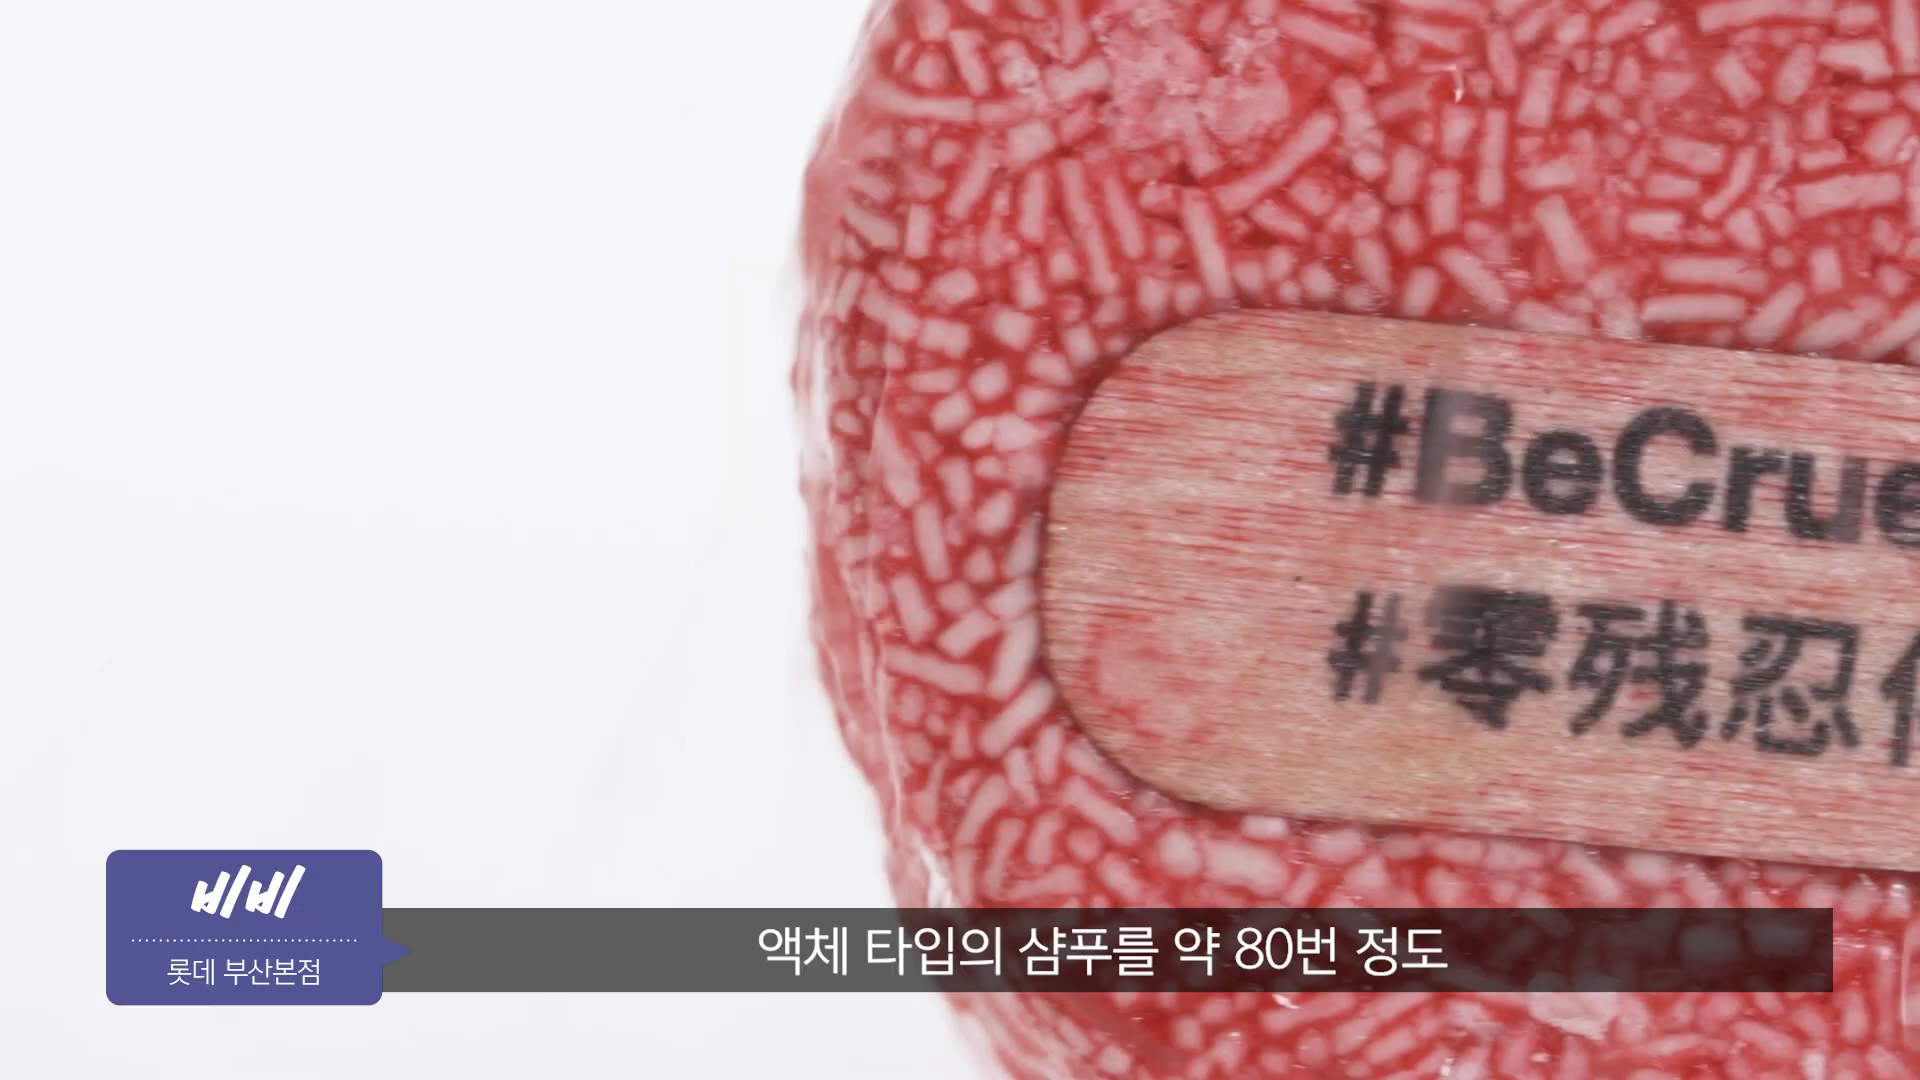 #BeCrue
#零残忍
비비
롯데 부산본점
액체 타입의 샴푸를 약 80번 정도